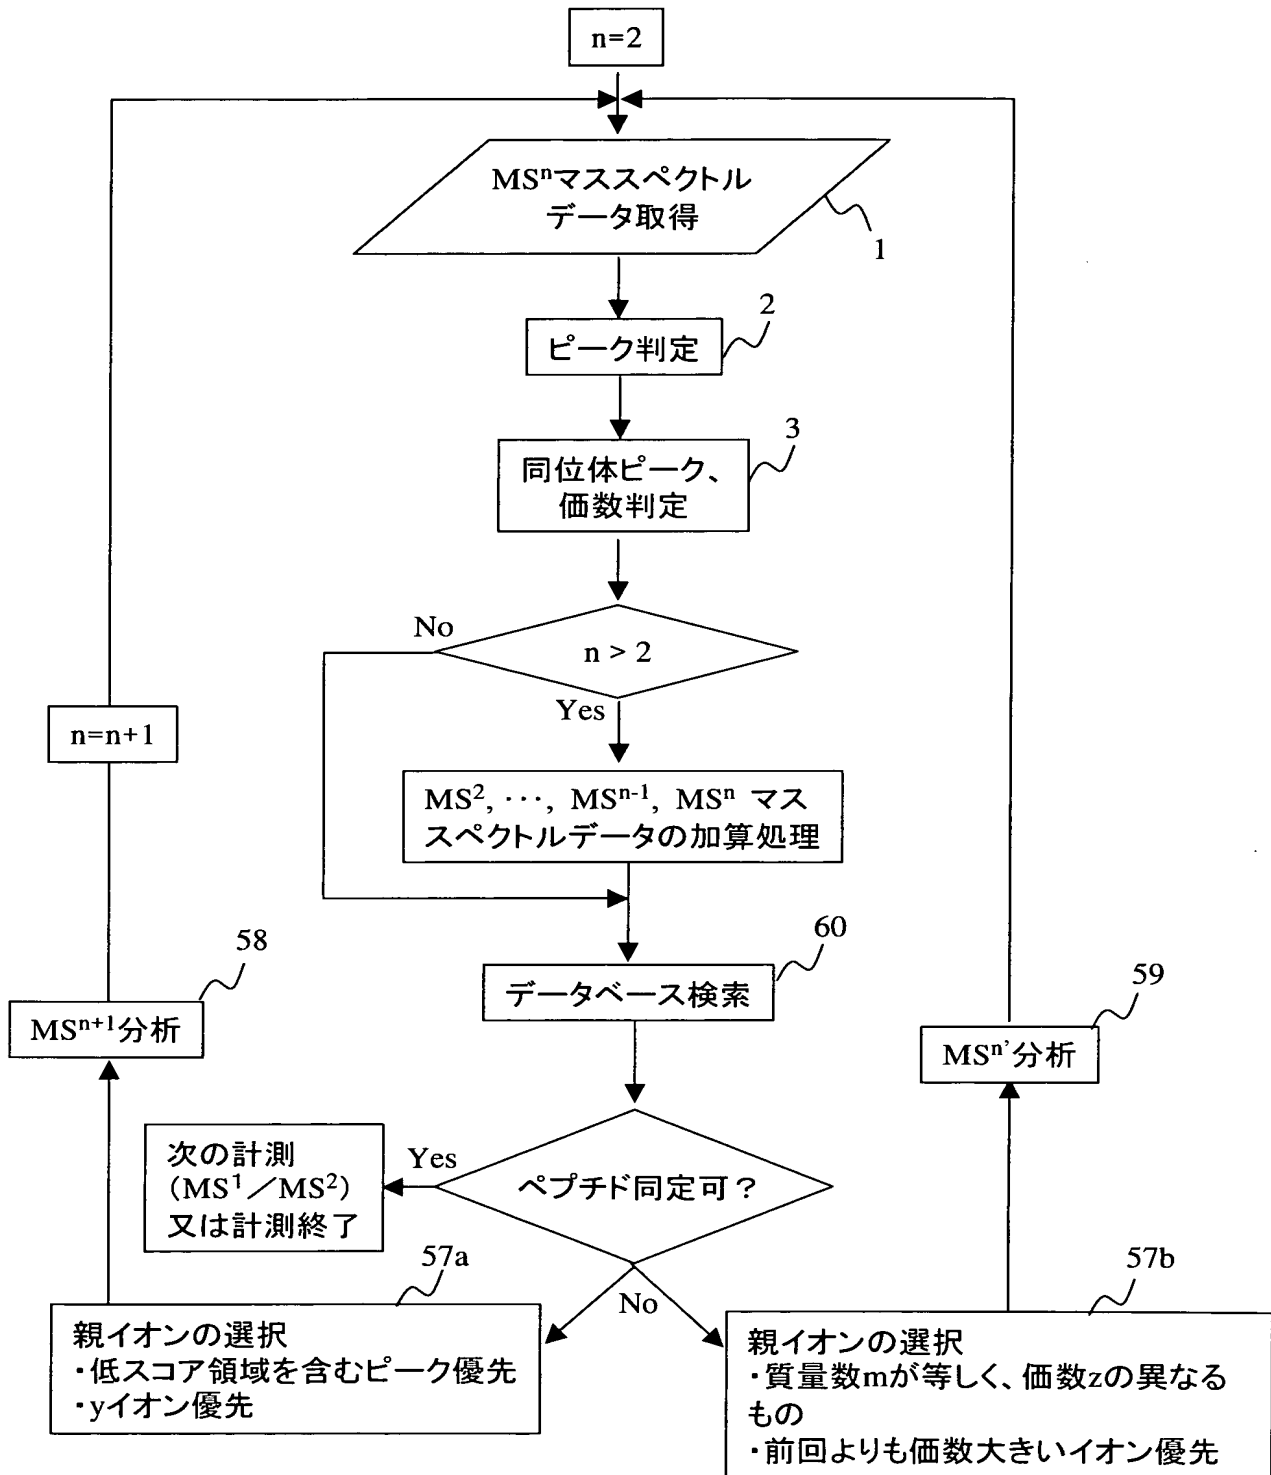 n=2
MSⁿマススペクトル
データ取得
1
ピーク判定
2
同位体ピーク、
価数判定
3
n > 2
No
Yes
MS², ···, MSⁿ⁻¹, MSⁿ マス
スペクトルデータの加算処理
n=n+1
データベース検索
60
MSⁿ⁺¹分析
58
MSⁿ’分析
59
ペプチド同定可？
Yes
No
次の計測
（MS¹／MS²）
又は計測終了
57a
親イオンの選択
・低スコア領域を含むピーク優先
・yイオン優先
57b
親イオンの選択
・質量数mが等しく、価数zの異なる
もの
・前回よりも価数大きいイオン優先